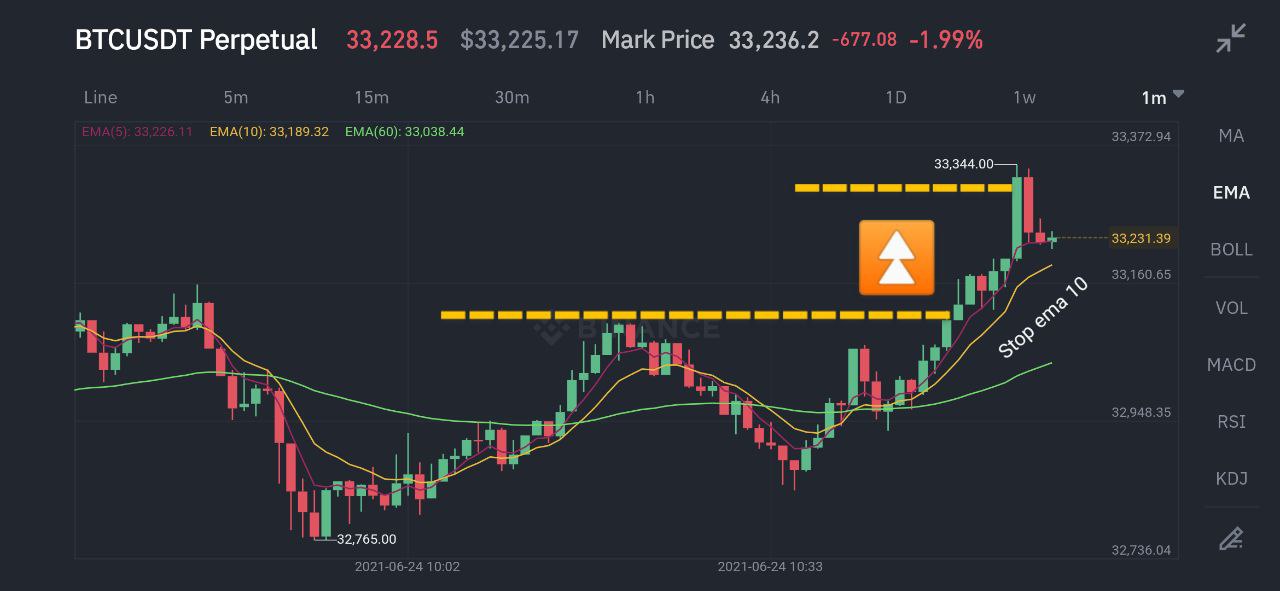 BTCUSDT Perpetual 33,228.5 $33,225.17 Mark Price 33,236.2 -677.08 -1.99%
Line 5m 15m 30m 1h 4h 1D 1w 1m
EMA(5): 33,226.11 EMA(10): 33,189.32 EMA(60): 33,038.44
33,372.94
MA
33,344.00
EMA
33,231.39
BOLL
33,160.65
Stop ema 10
VOL
BINANCE
MACD
32,948.35
RSI
KDJ
32,765.00
32,736.04
2021-06-24 10:02 2021-06-24 10:33